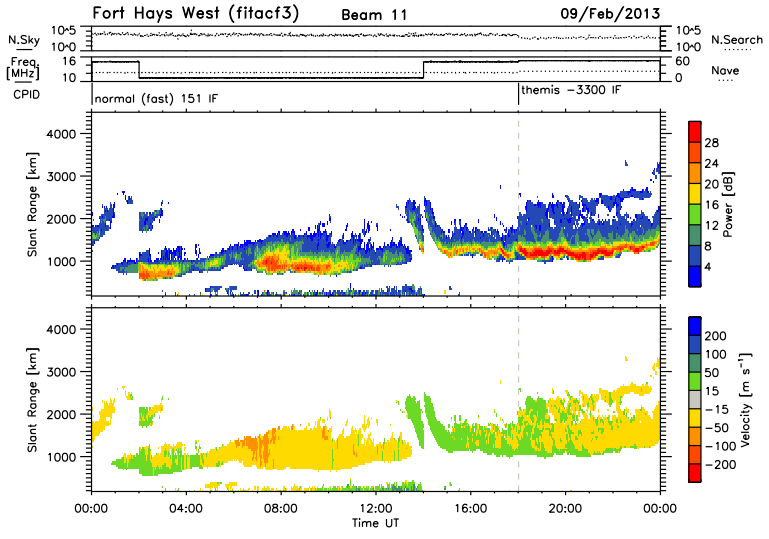 Fort Hays West (fitacf3) Beam 11 09/Feb/2013
N.Sky 10^5 10^0 10^5 10^0 N.Search
Freq. [MHz] 16 10 60 0 Nave
CPID normal (fast) 151 IF themis -3300 IF
Slant Range [km]
4000
3000
2000
1000
Power [dB]
28
24
20
16
12
8
4
Slant Range [km]
4000
3000
2000
1000
Velocity [m s⁻¹]
200
100
50
15
-15
-50
-100
-200
00:00 04:00 08:00 12:00 16:00 20:00 00:00
Time UT